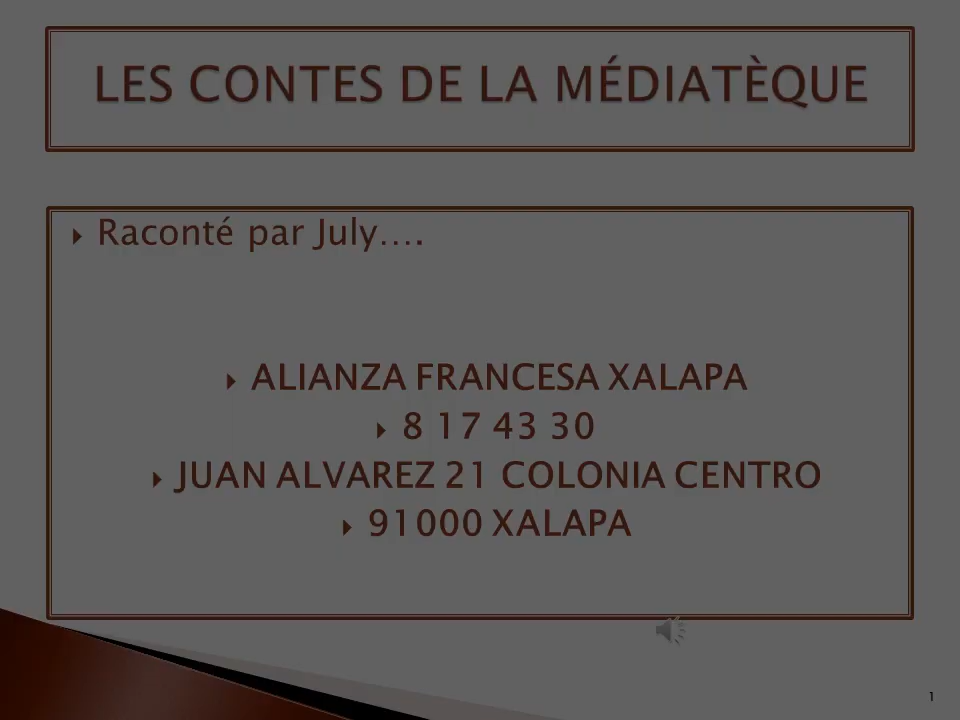 LES CONTES DE LA MÉDIATÈQUE
Raconté par July....
ALIANZA FRANCESA XALAPA
8 17 43 30
JUAN ALVAREZ 21 COLONIA CENTRO
91000 XALAPA
1